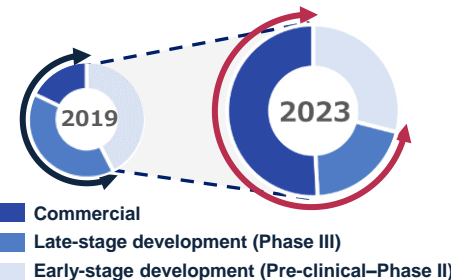 2019
2023
Commercial
Late-stage development (Phase III)
Early-stage development (Pre-clinical–Phase II)